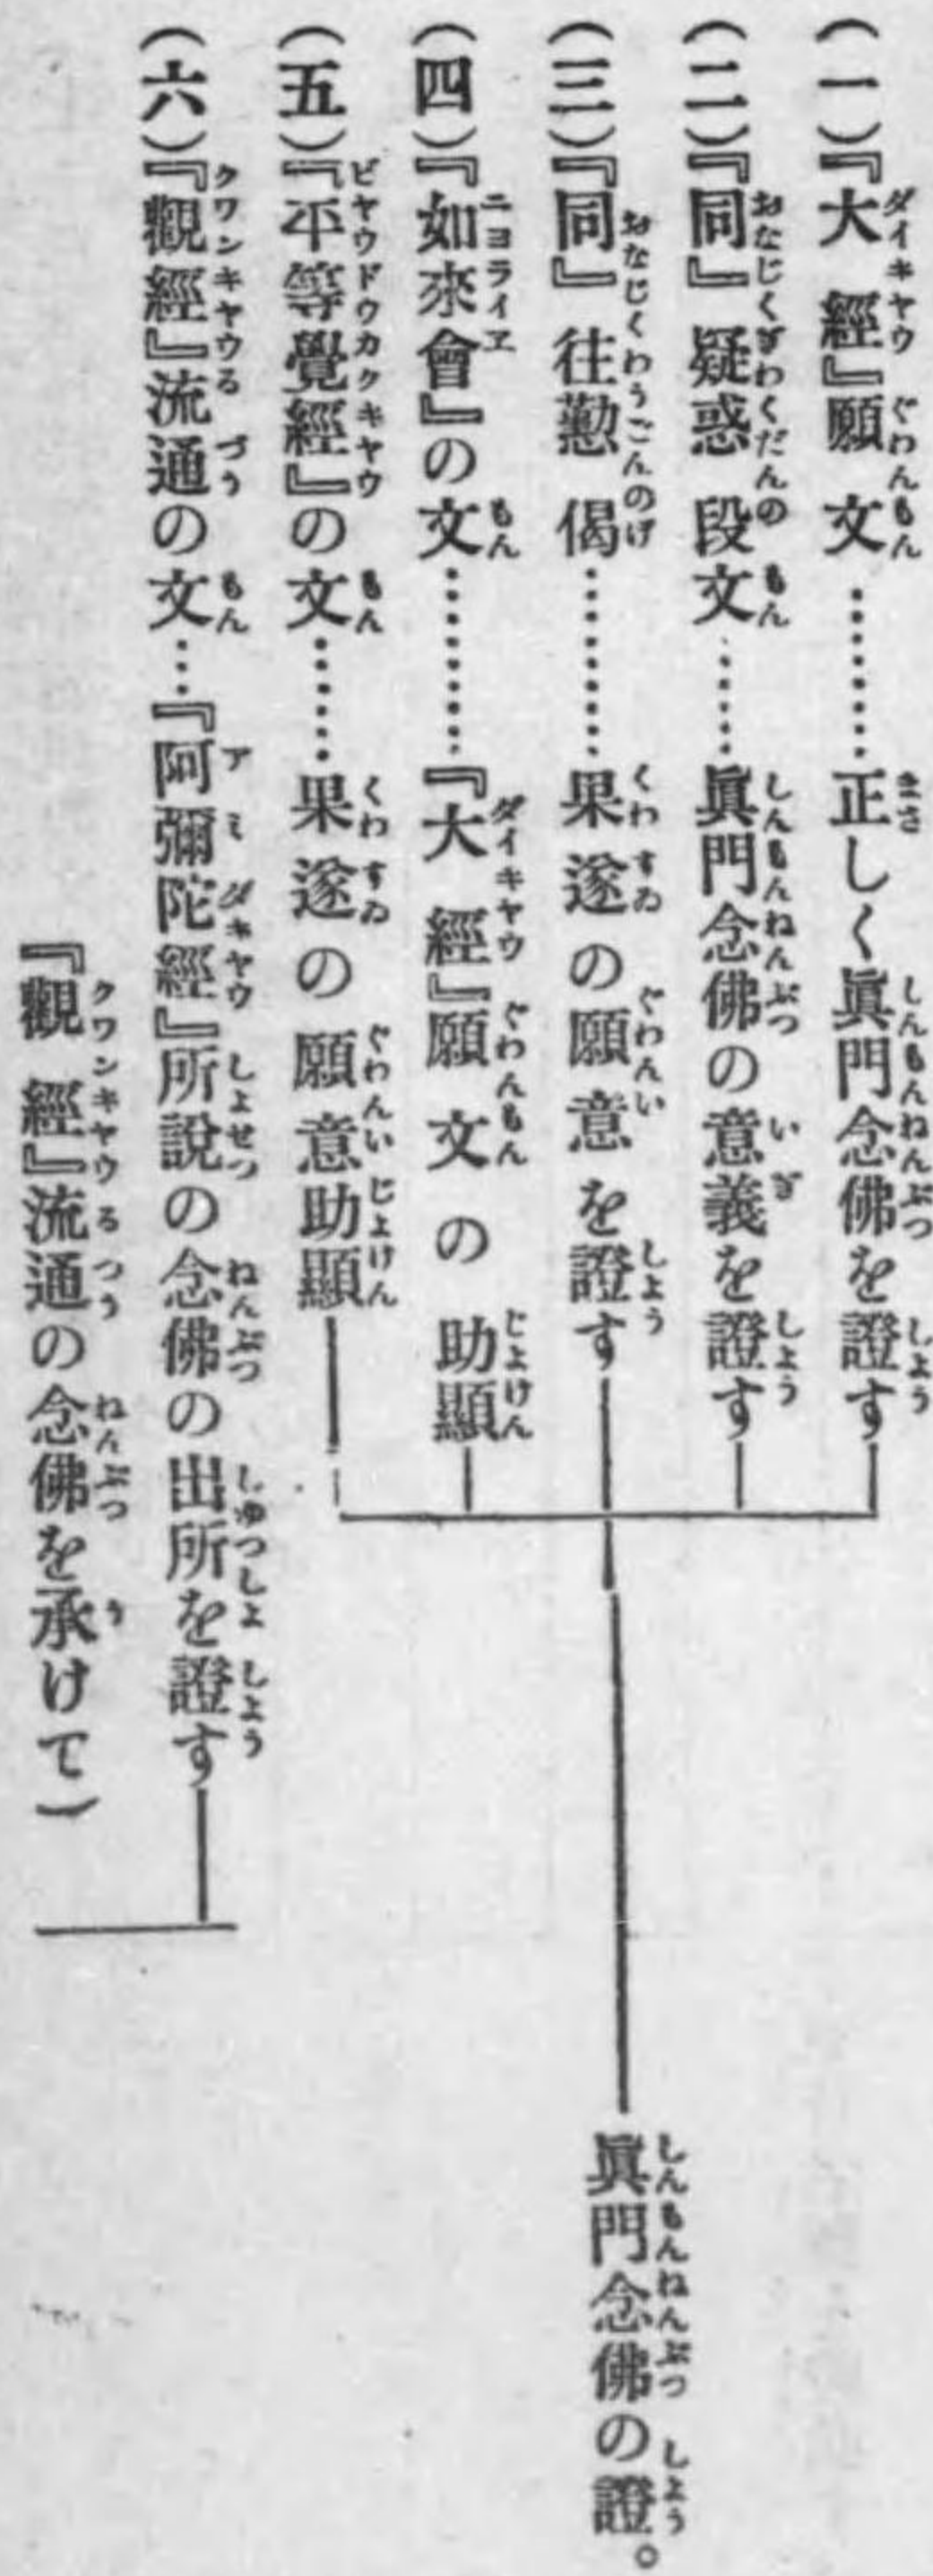 (一)『大經』願文………正しく眞門念佛を證す
(二)『同』疑惑段文……眞門念佛の意義を證す
(三)『同』往懃偈………果遂の願意を證す
(四)『如來會』の文………『大經』願文の助顯
(五)『平等覺經』の文……果遂の願意助顯
(六)『觀經』流通の文…『阿彌陀經』所說の念佛の出所を證す
『觀經』流通の念佛を承けて)
眞門念佛の證。